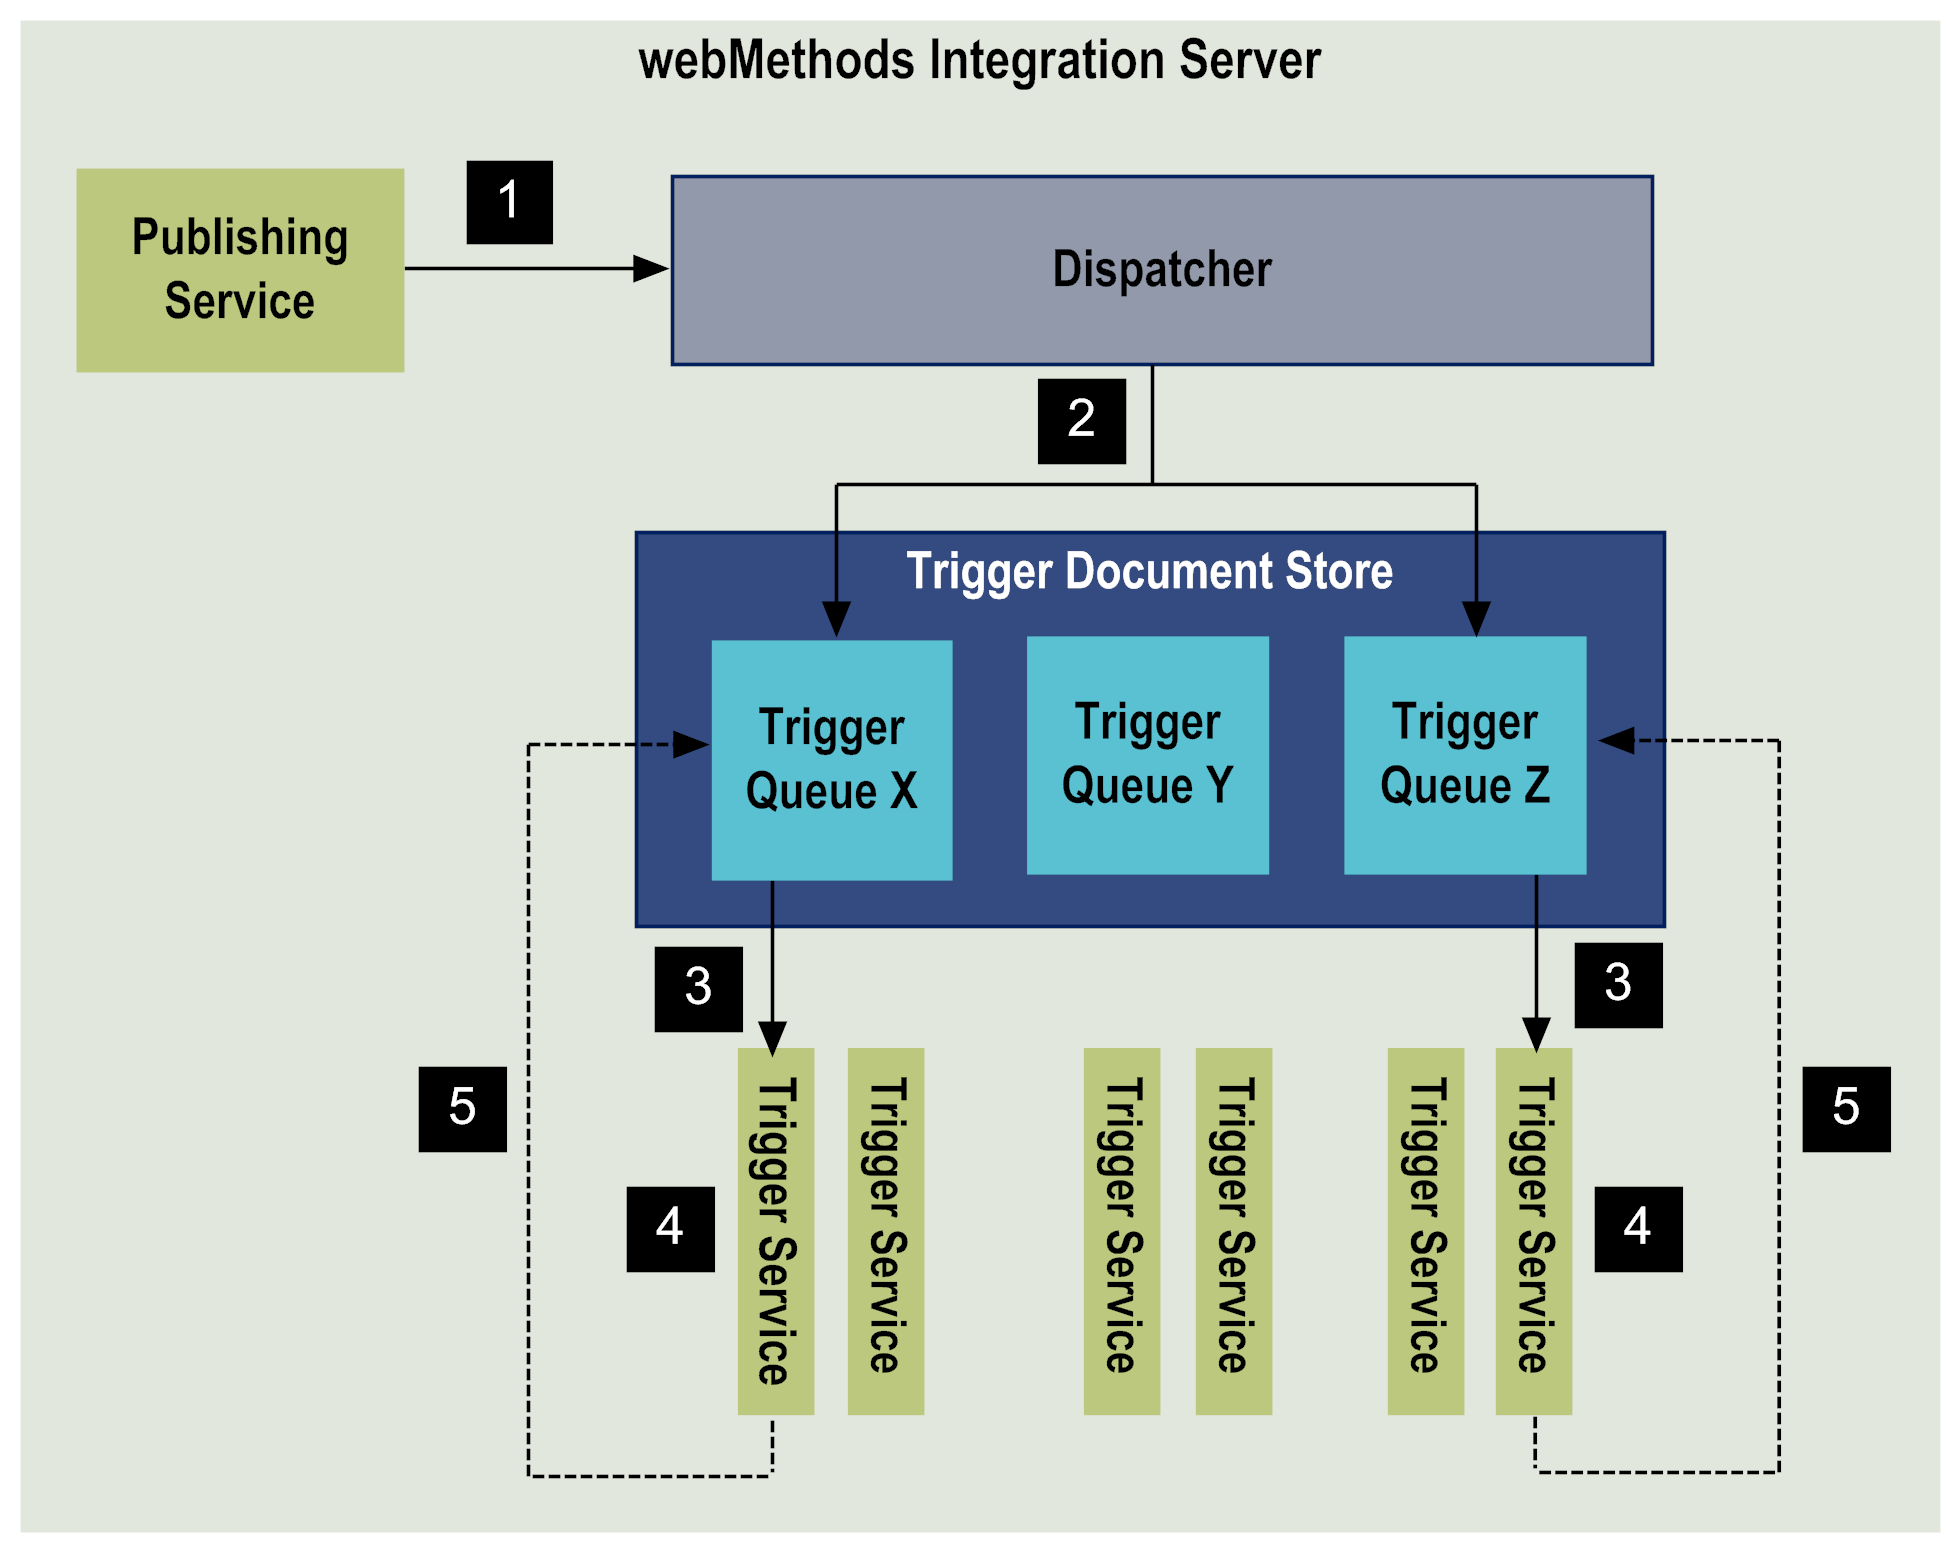 webMethods Integration Server
Publishing
Service
1
Dispatcher
2
Trigger Document Store
Trigger
Queue X
Trigger
Queue Y
Trigger
Queue Z
3
3
5
5
4
4
Trigger Service
Trigger Service
Trigger Service
Trigger Service
Trigger Service
Trigger Service